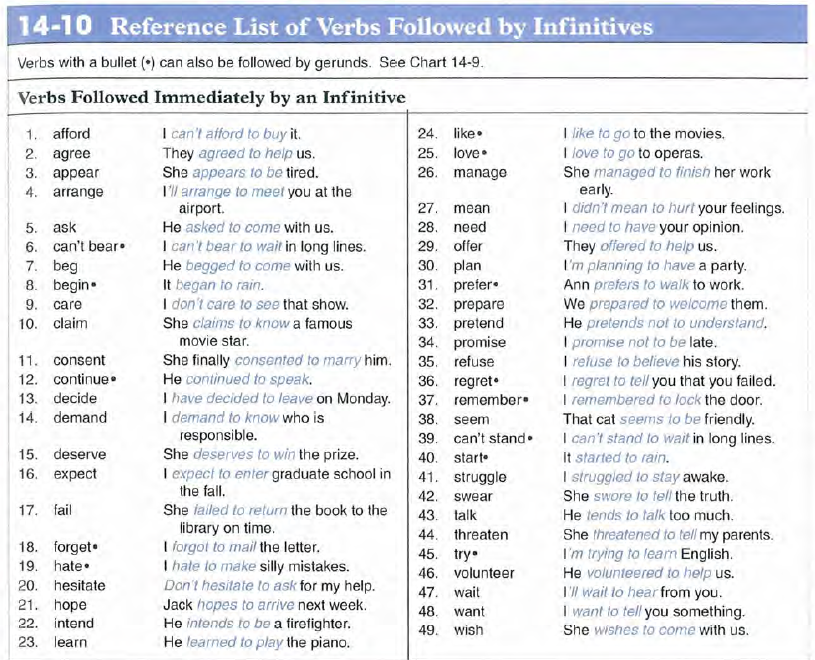 14-10 Reference List of Verbs Followed by Infinitives
Verbs with a bullet (•) can also be followed by gerunds. See Chart 14-9.
Verbs Followed Immediately by an Infinitive
1. afford I can't afford to buy it.
2. agree They agreed to help us.
3. appear She appears to be tired.
4. arrange I'll arrange to meet you at the
airport.
5. ask He asked to come with us.
6. can't bear• I can't bear to wait in long lines.
7. beg He begged to come with us.
8. begin• It began to rain.
9. care I don't care to see that show.
10. claim She claims to know a famous
movie star.
11. consent She finally consented to marry him.
12. continue• He continued to speak.
13. decide I have decided to leave on Monday.
14. demand I demand to know who is
responsible.
15. deserve She deserves to win the prize.
16. expect I expect to enter graduate school in
the fall.
17. fail She failed to return the book to the
library on time.
18. forget• I forgot to mail the letter.
19. hate• I hate to make silly mistakes.
20. hesitate Don't hesitate to ask for my help.
21. hope Jack hopes to arrive next week.
22. intend He intends to be a firefighter.
23. learn He learned to play the piano.
24. like• I like to go to the movies.
25. love• I love to go to operas.
26. manage She managed to finish her work
early.
27. mean I didn't mean to hurt your feelings.
28. need I need to have your opinion.
29. offer They offered to help us.
30. plan I'm planning to have a party.
31. prefer• Ann prefers to walk to work.
32. prepare We prepared to welcome them.
33. pretend He pretends not to understand.
34. promise I promise not to be late.
35. refuse I refuse to believe his story.
36. regret• I regret to tell you that you failed.
37. remember• I remembered to lock the door.
38. seem That cat seems to be friendly.
39. can't stand• I can't stand to wait in long lines.
40. start• It started to rain.
41. struggle I struggled to stay awake.
42. swear She swore to tell the truth.
43. talk He tends to talk too much.
44. threaten She threatened to tell my parents.
45. try• I'm trying to learn English.
46. volunteer He volunteered to help us.
47. wait I'll wait to hear from you.
48. want I want to tell you something.
49. wish She wishes to come with us.